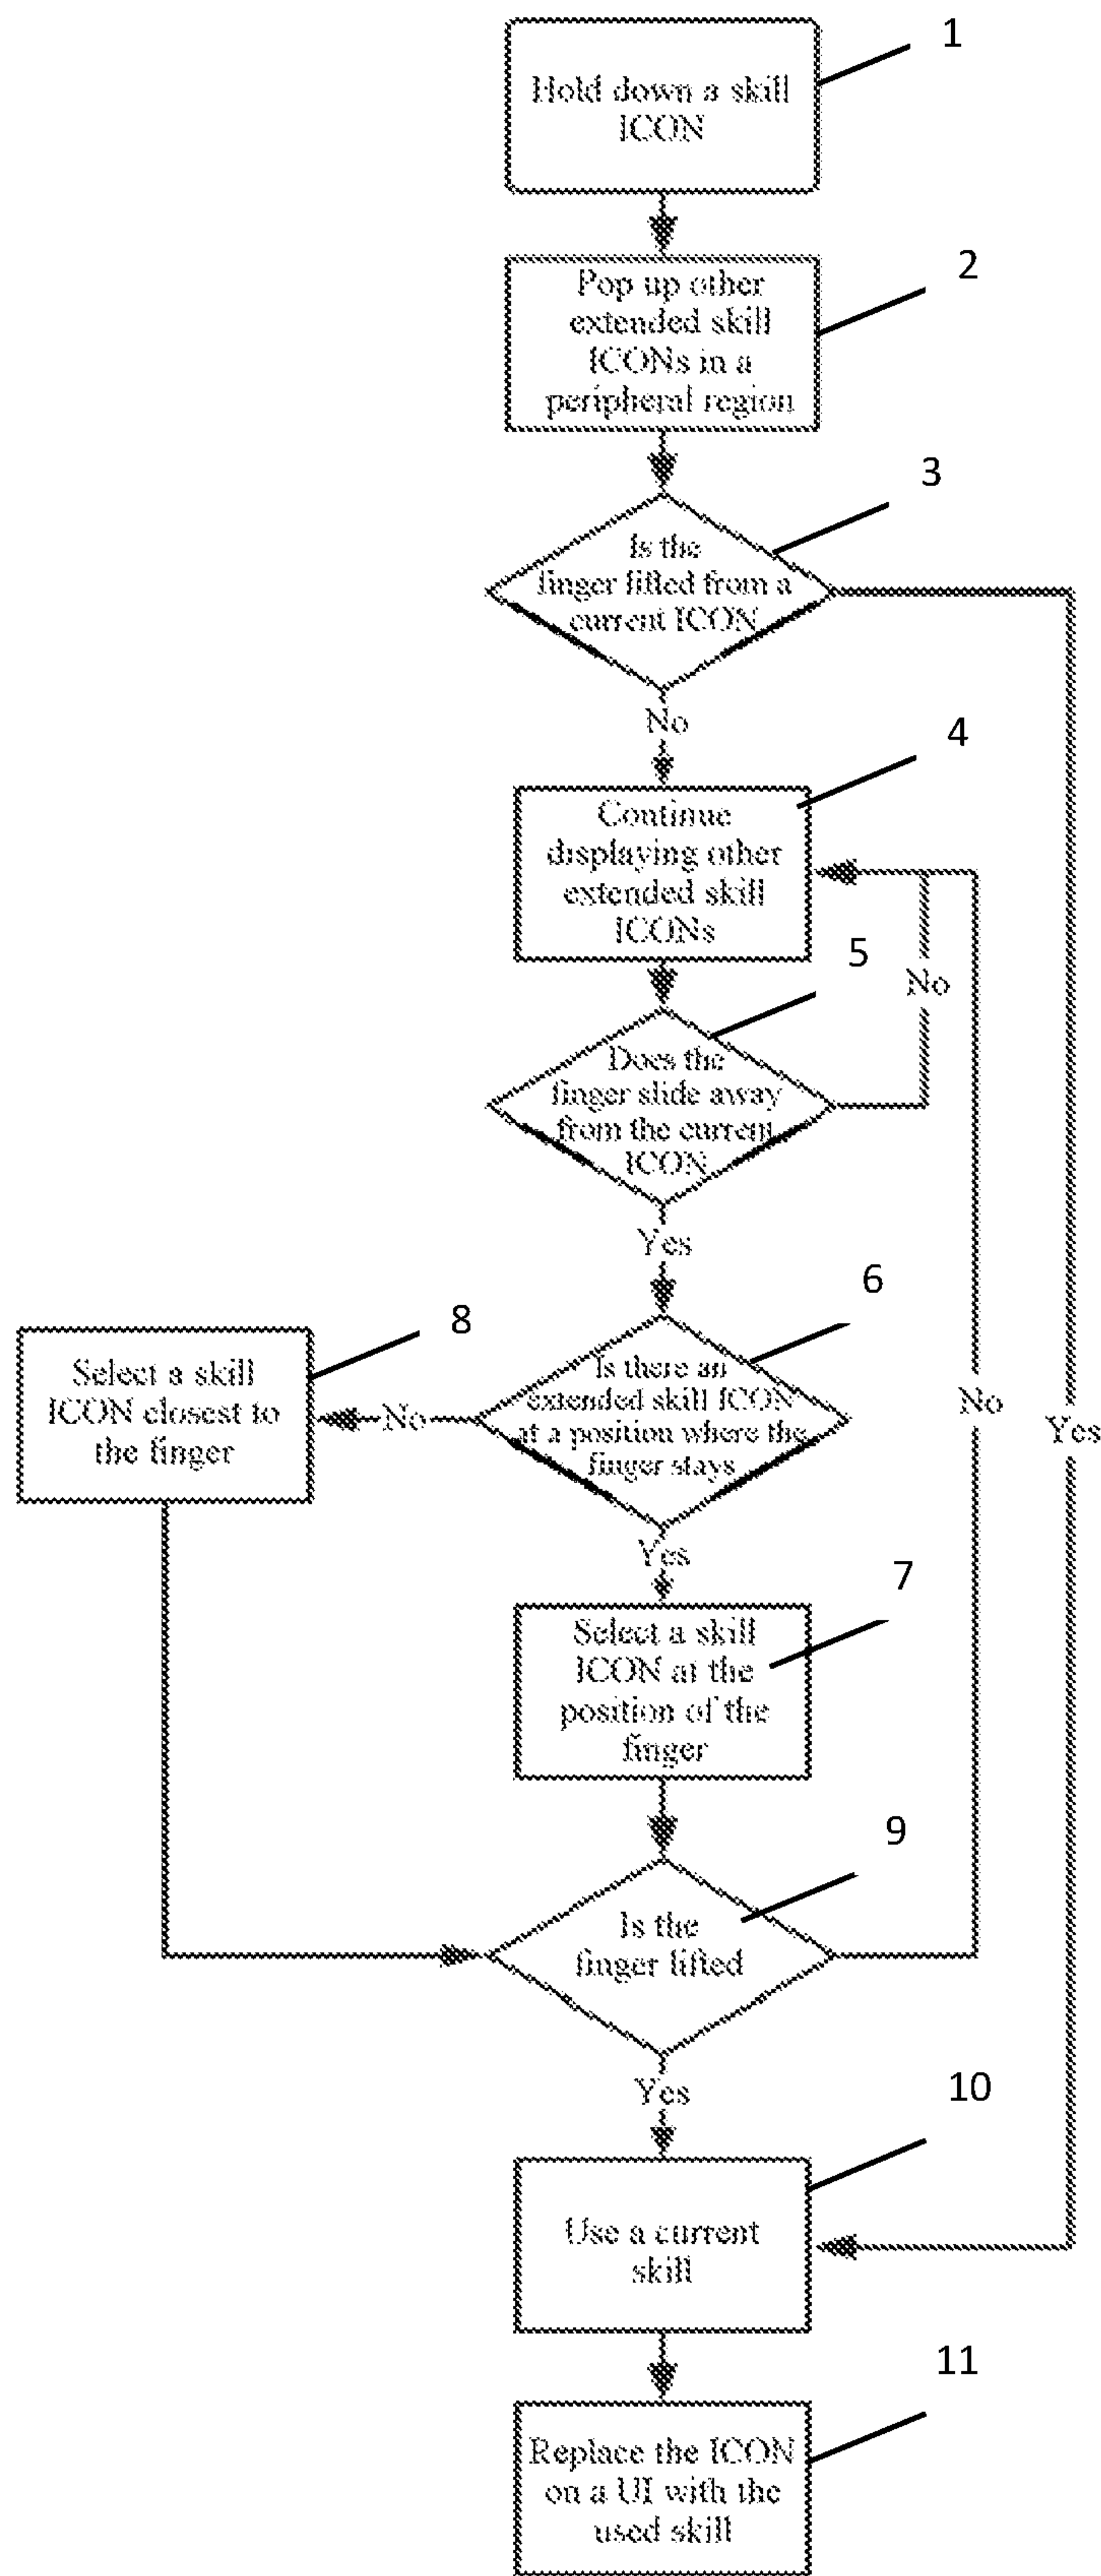 1
Hold down a skill
ICON
2
Pop up other
extended skill
ICONs in a
peripheral region
3
Is the
finger lifted from a
current ICON
No
4
Continue
displaying other
extended skill
ICONs
5
No
Does the
finger slide away
from the current
ICON
Yes
6
8
Select a skill
ICON closest to
the finger
No
Is there an
extended skill ICON
at a position where the
finger stays
No
Yes
Yes
7
Select a skill
ICON at the
position of the
finger
9
Is the
finger lifted
Yes
10
Use a current
skill
11
Replace the ICON
on a UI with the
used skill